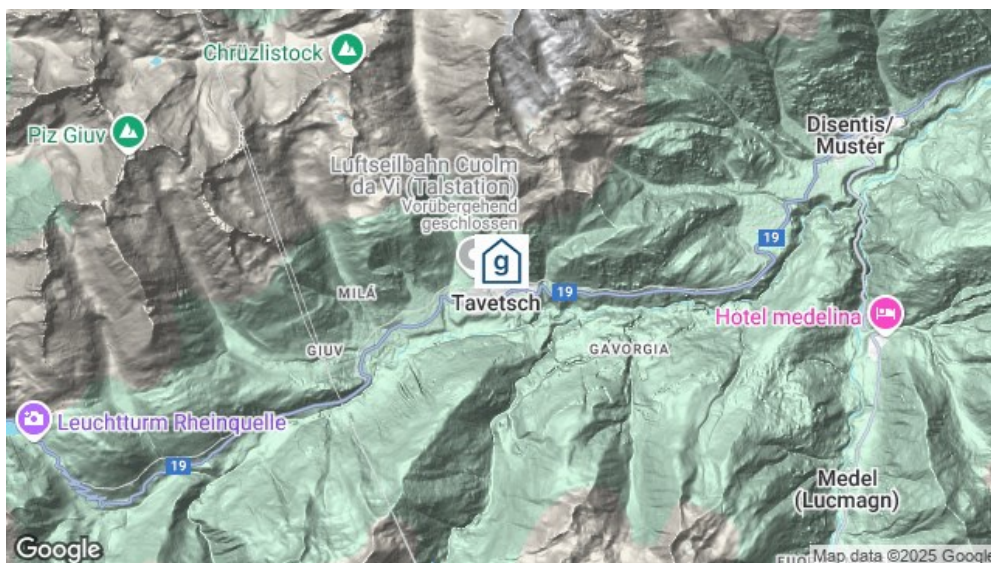 Chrüzlistock
Piz Giuv
Disentis/
Mustér
Luftseilbahn Cuolm
da Vi (Talstation)
Vorübergehend
geschlossen
19
g
MILÁ
Tavetsch
19
Hotel medelina
GIUV
GAVORGIA
Leuchtturm Rheinquelle
19
Medel
(Lucmagn)
Google
Map data ©2025 Google